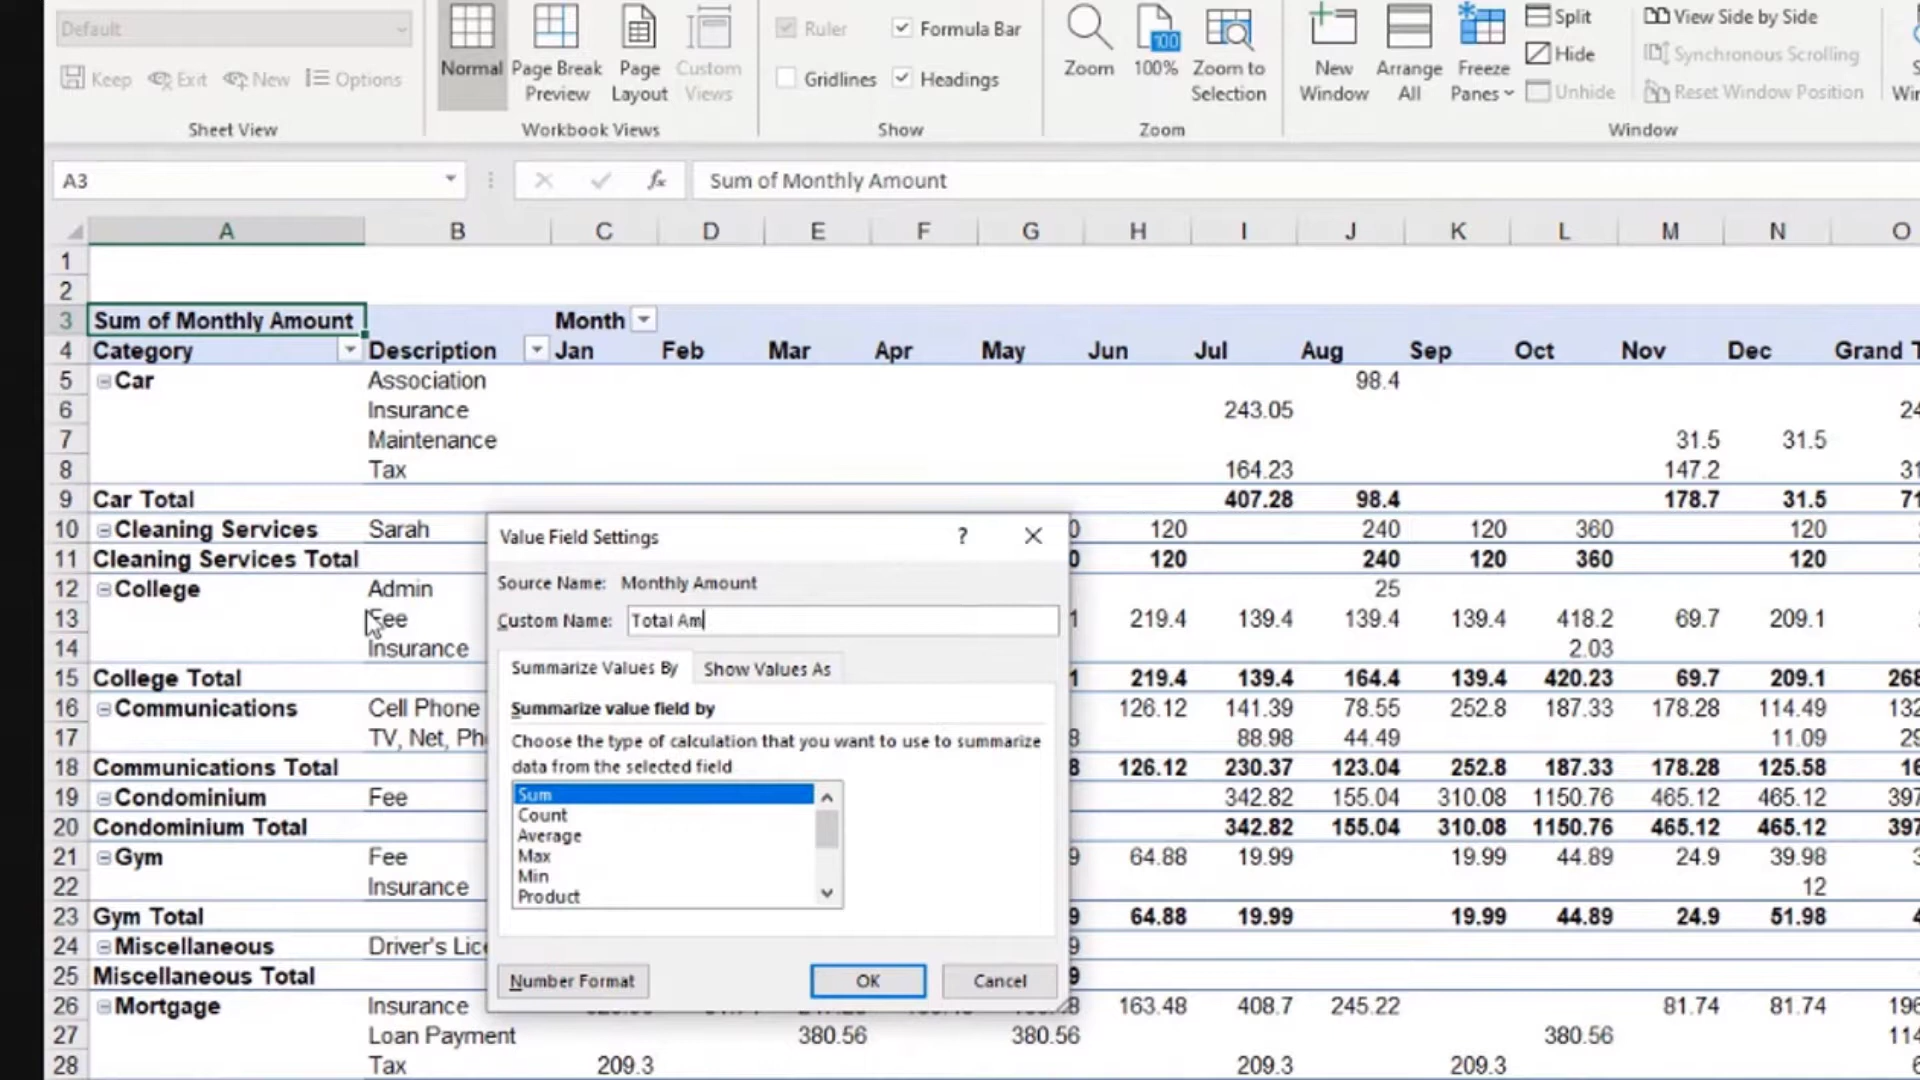 Default
Keep Exit New Options
Sheet View
Normal Page Break Preview Page Layout Custom Views
Workbook Views
Ruler Formula Bar
Gridlines Headings
Show
Zoom 100% Zoom to Selection
100
Zoom
New Window Arrange All Freeze Panes
Split
Hide
Unhide
View Side by Side
Synchronous Scrolling
Reset Window Position
Window
A3 fx Sum of Monthly Amount
A B C D E F G H I J K L M N O
1
2
3 Sum of Monthly Amount Month
4 Category Description Jan Feb Mar Apr May Jun Jul Aug Sep Oct Nov Dec Grand
5 Car Association 98.4
6 Insurance 243.05
7 Maintenance 31.5 31.5
8 Tax 164.23 147.2
9 Car Total 407.28 98.4 178.7 31.5
10 Cleaning Services Sarah 120 240 120 360 120
11 Cleaning Services Total 120 240 120 360 120
12 College Admin 25
13 Fee 219.4 139.4 139.4 139.4 418.2 69.7 209.1
14 Insurance 2.03
15 College Total 219.4 139.4 164.4 139.4 420.23 69.7 209.1
16 Communications Cell Phone 126.12 141.39 78.55 252.8 187.33 178.28 114.49
17 TV, Net, 88.98 44.49 11.09
18 Communications Total 126.12 230.37 123.04 252.8 187.33 178.28 125.58
19 Condominium Fee 342.82 155.04 310.08 1150.76 465.12 465.12
20 Condominium Total 342.82 155.04 310.08 1150.76 465.12 465.12
21 Gym Fee 64.88 19.99 19.99 44.89 24.9 39.98
22 Insurance 12
23 Gym Total 64.88 19.99 19.99 44.89 24.9 51.98
24 Miscellaneous Driver's
25 Miscellaneous Total
26 Mortgage Insurance 163.48 408.7 245.22 81.74 81.74
27 Loan Payment 380.56 380.56 380.56
28 Tax 209.3 209.3 209.3
Value Field Settings ?
Source Name: Monthly Amount
Custom Name: Total Am
Summarize Values By Show Values As
Summarize value field by
Choose the type of calculation that you want to use to summarize
data from the selected field
Sum
Count
Average
Max
Min
Product
Number Format OK Cancel